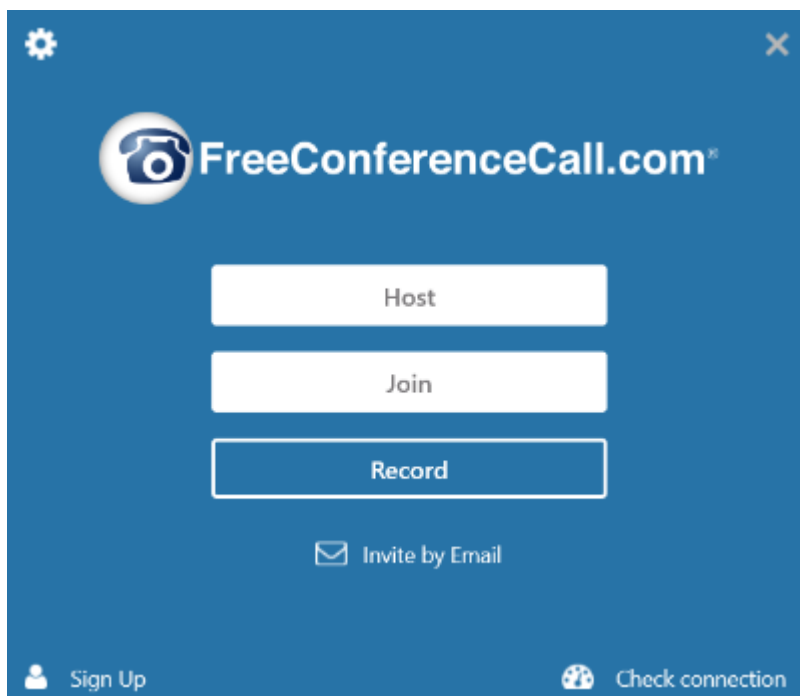 FreeConferenceCall.com®
Host
Join
Record
Invite by Email
Sign Up
Check connection